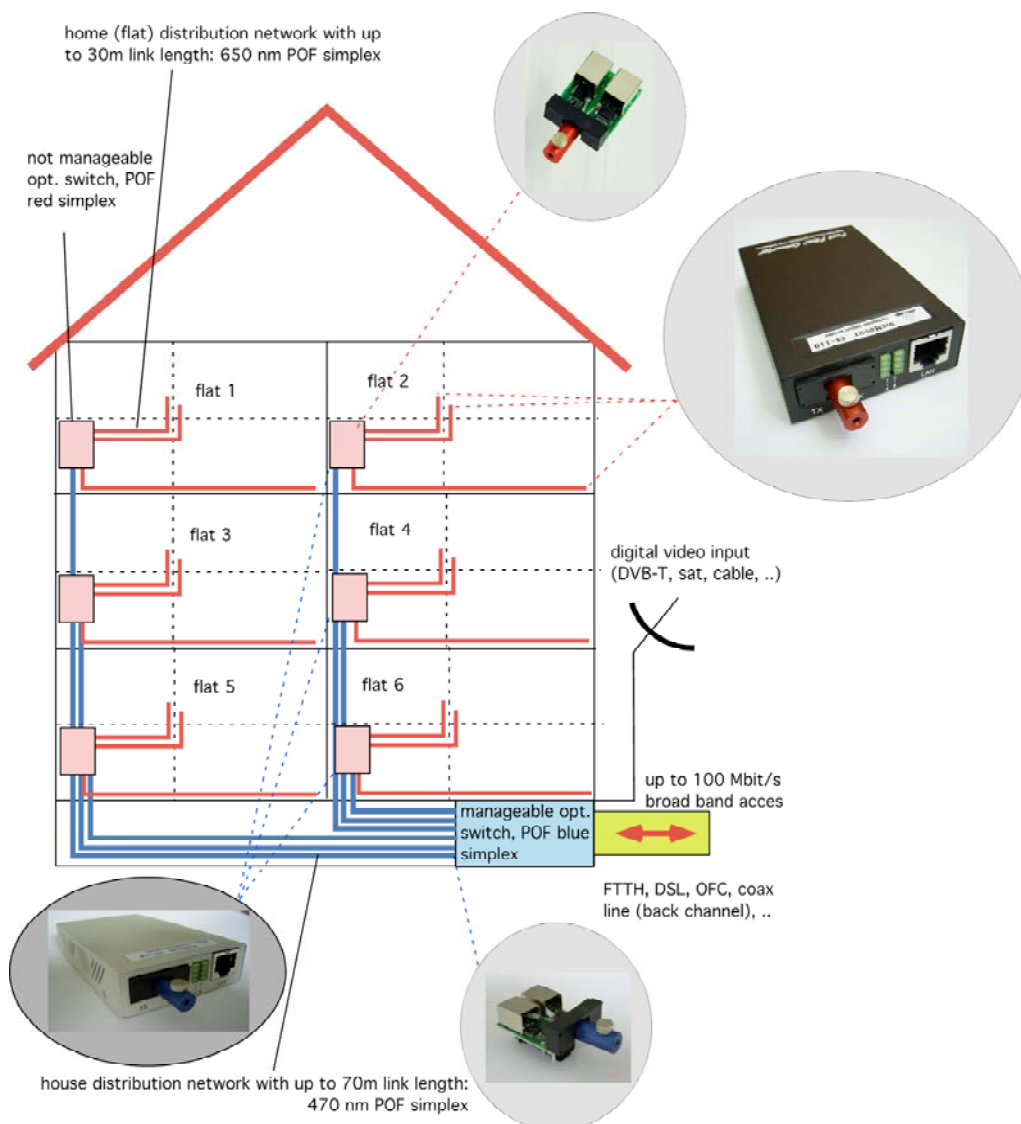 home (flat) distribution network with up
to 30m link length: 650 nm POF simplex
not manageable
opt. switch, POF
red simplex
flat 1
flat 2
LAN
TX
flat 3
flat 4
digital video input
(DVB-T, sat, cable, ..)
flat 5
flat 6
up to 100 Mbit/s
broad band acces
manageable opt.
switch, POF blue
simplex
FTTH, DSL, OFC, coax
line (back channel), ..
house distribution network with up to 70m link length:
470 nm POF simplex